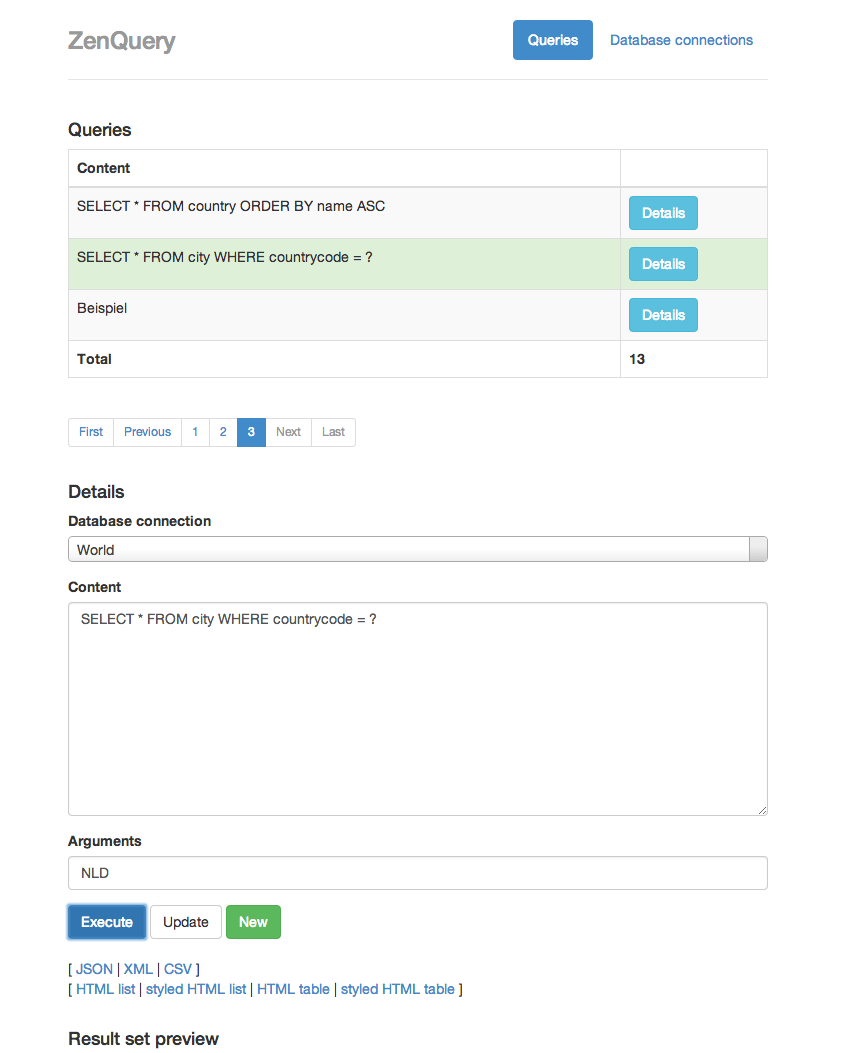 ZenQuery
Queries Database connections
Queries
Content
SELECT * FROM country ORDER BY name ASC Details
SELECT * FROM city WHERE countrycode = ? Details
Beispiel Details
Total 13
First Previous 1 2 3 Next Last
Details
Database connection
World
Content
SELECT * FROM city WHERE countrycode = ?
Arguments
NLD
Execute Update New
[ JSON | XML | CSV ]
[ HTML list | styled HTML list | HTML table | styled HTML table ]
Result set preview